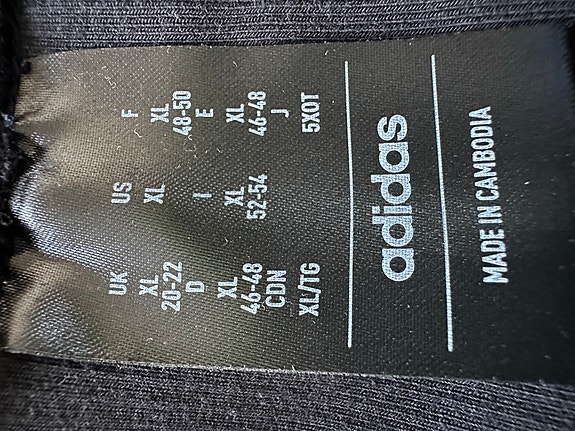 UK US F
XL XL XL
20-22 48-50
D I E
XL XL XL
46-48 52-54 46-48
CDN J
XL/TG 5XOT
adidas
MADE IN CAMBODIA